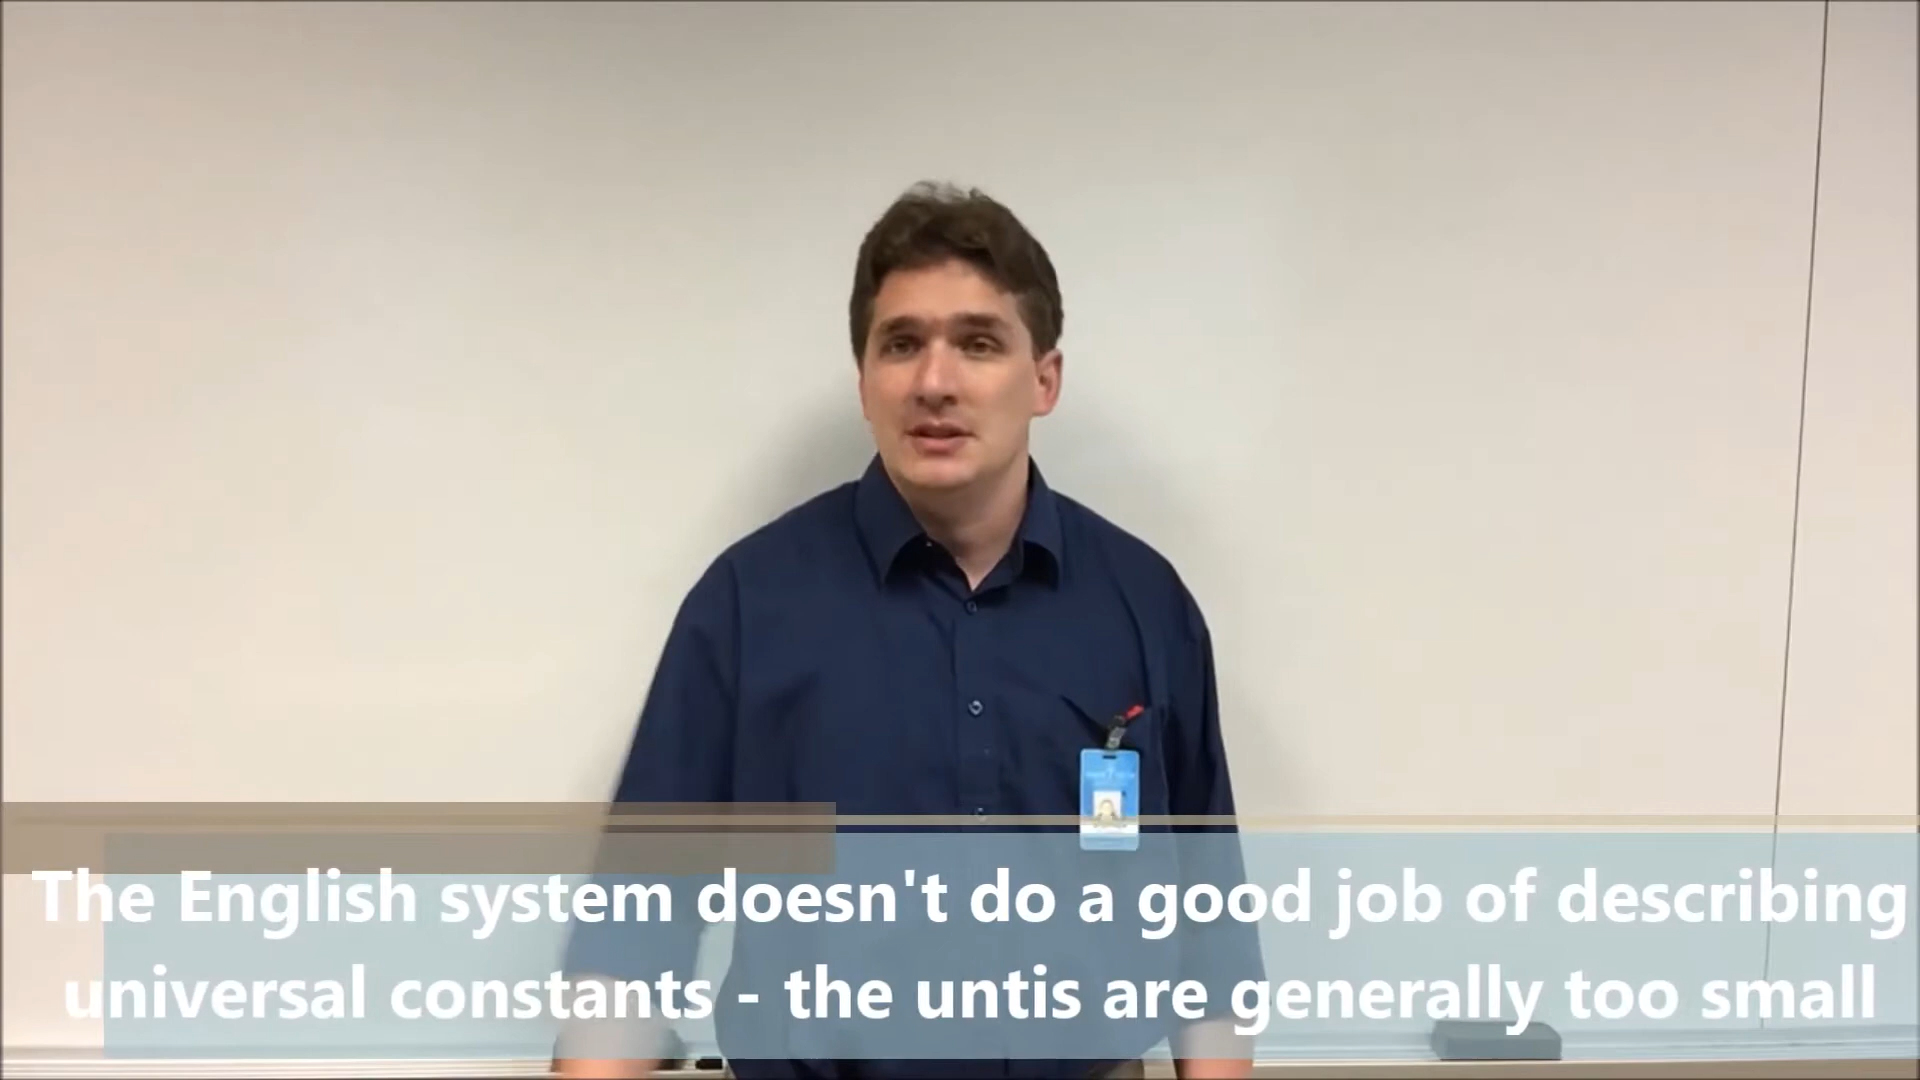 The English system doesn't do a good job of describing
universal constants - the untis are generally too small